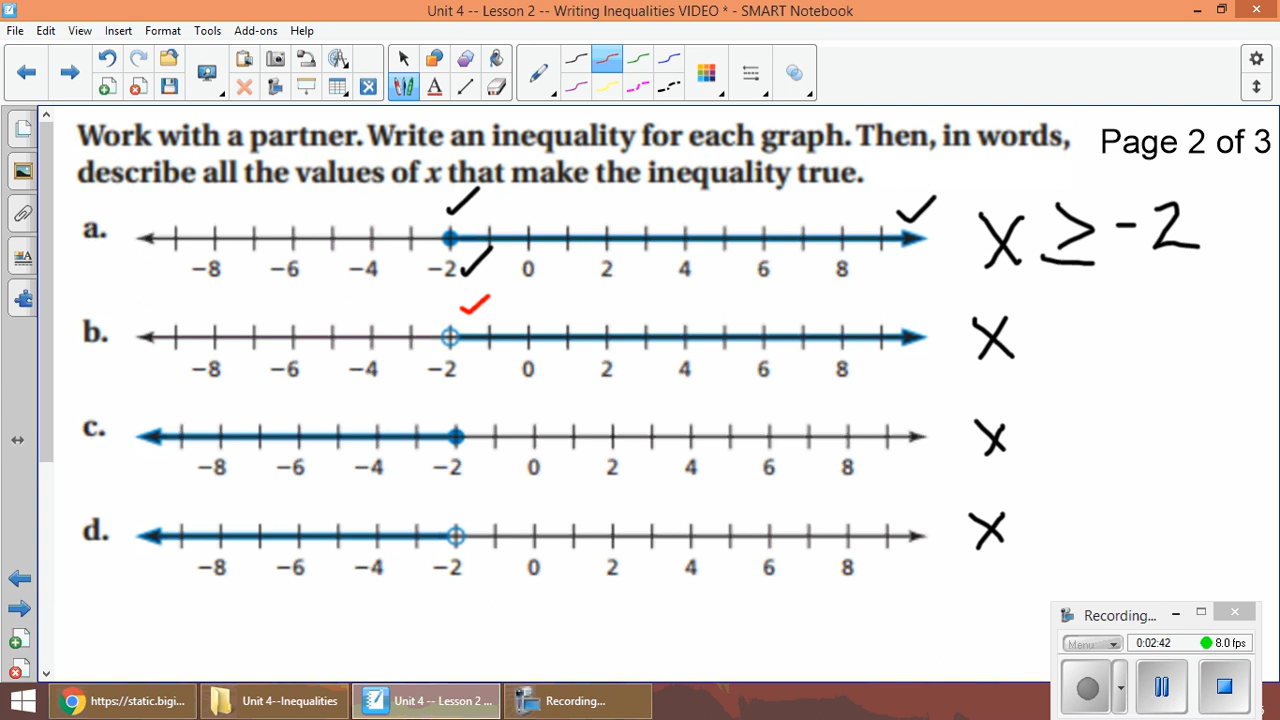 Unit 4 -- Lesson 2 -- Writing Inequalities VIDEO * - SMART Notebook
File Edit View Insert Format Tools Add-ons Help
Work with a partner. Write an inequality for each graph. Then, in words,
describe all the values of x that make the inequality true.
Page 2 of 3
a.
−8 −6 −4 −2 0 2 4 6 8
x ≥ -2
b.
−8 −6 −4 −2 0 2 4 6 8
x
c.
−8 −6 −4 −2 0 2 4 6 8
x
d.
−8 −6 −4 −2 0 2 4 6 8
x
Recording...
Menu 0:02:42 8.0 fps
https://static.bigi... Unit 4--Inequalities Unit 4 -- Lesson 2 ... Recording...